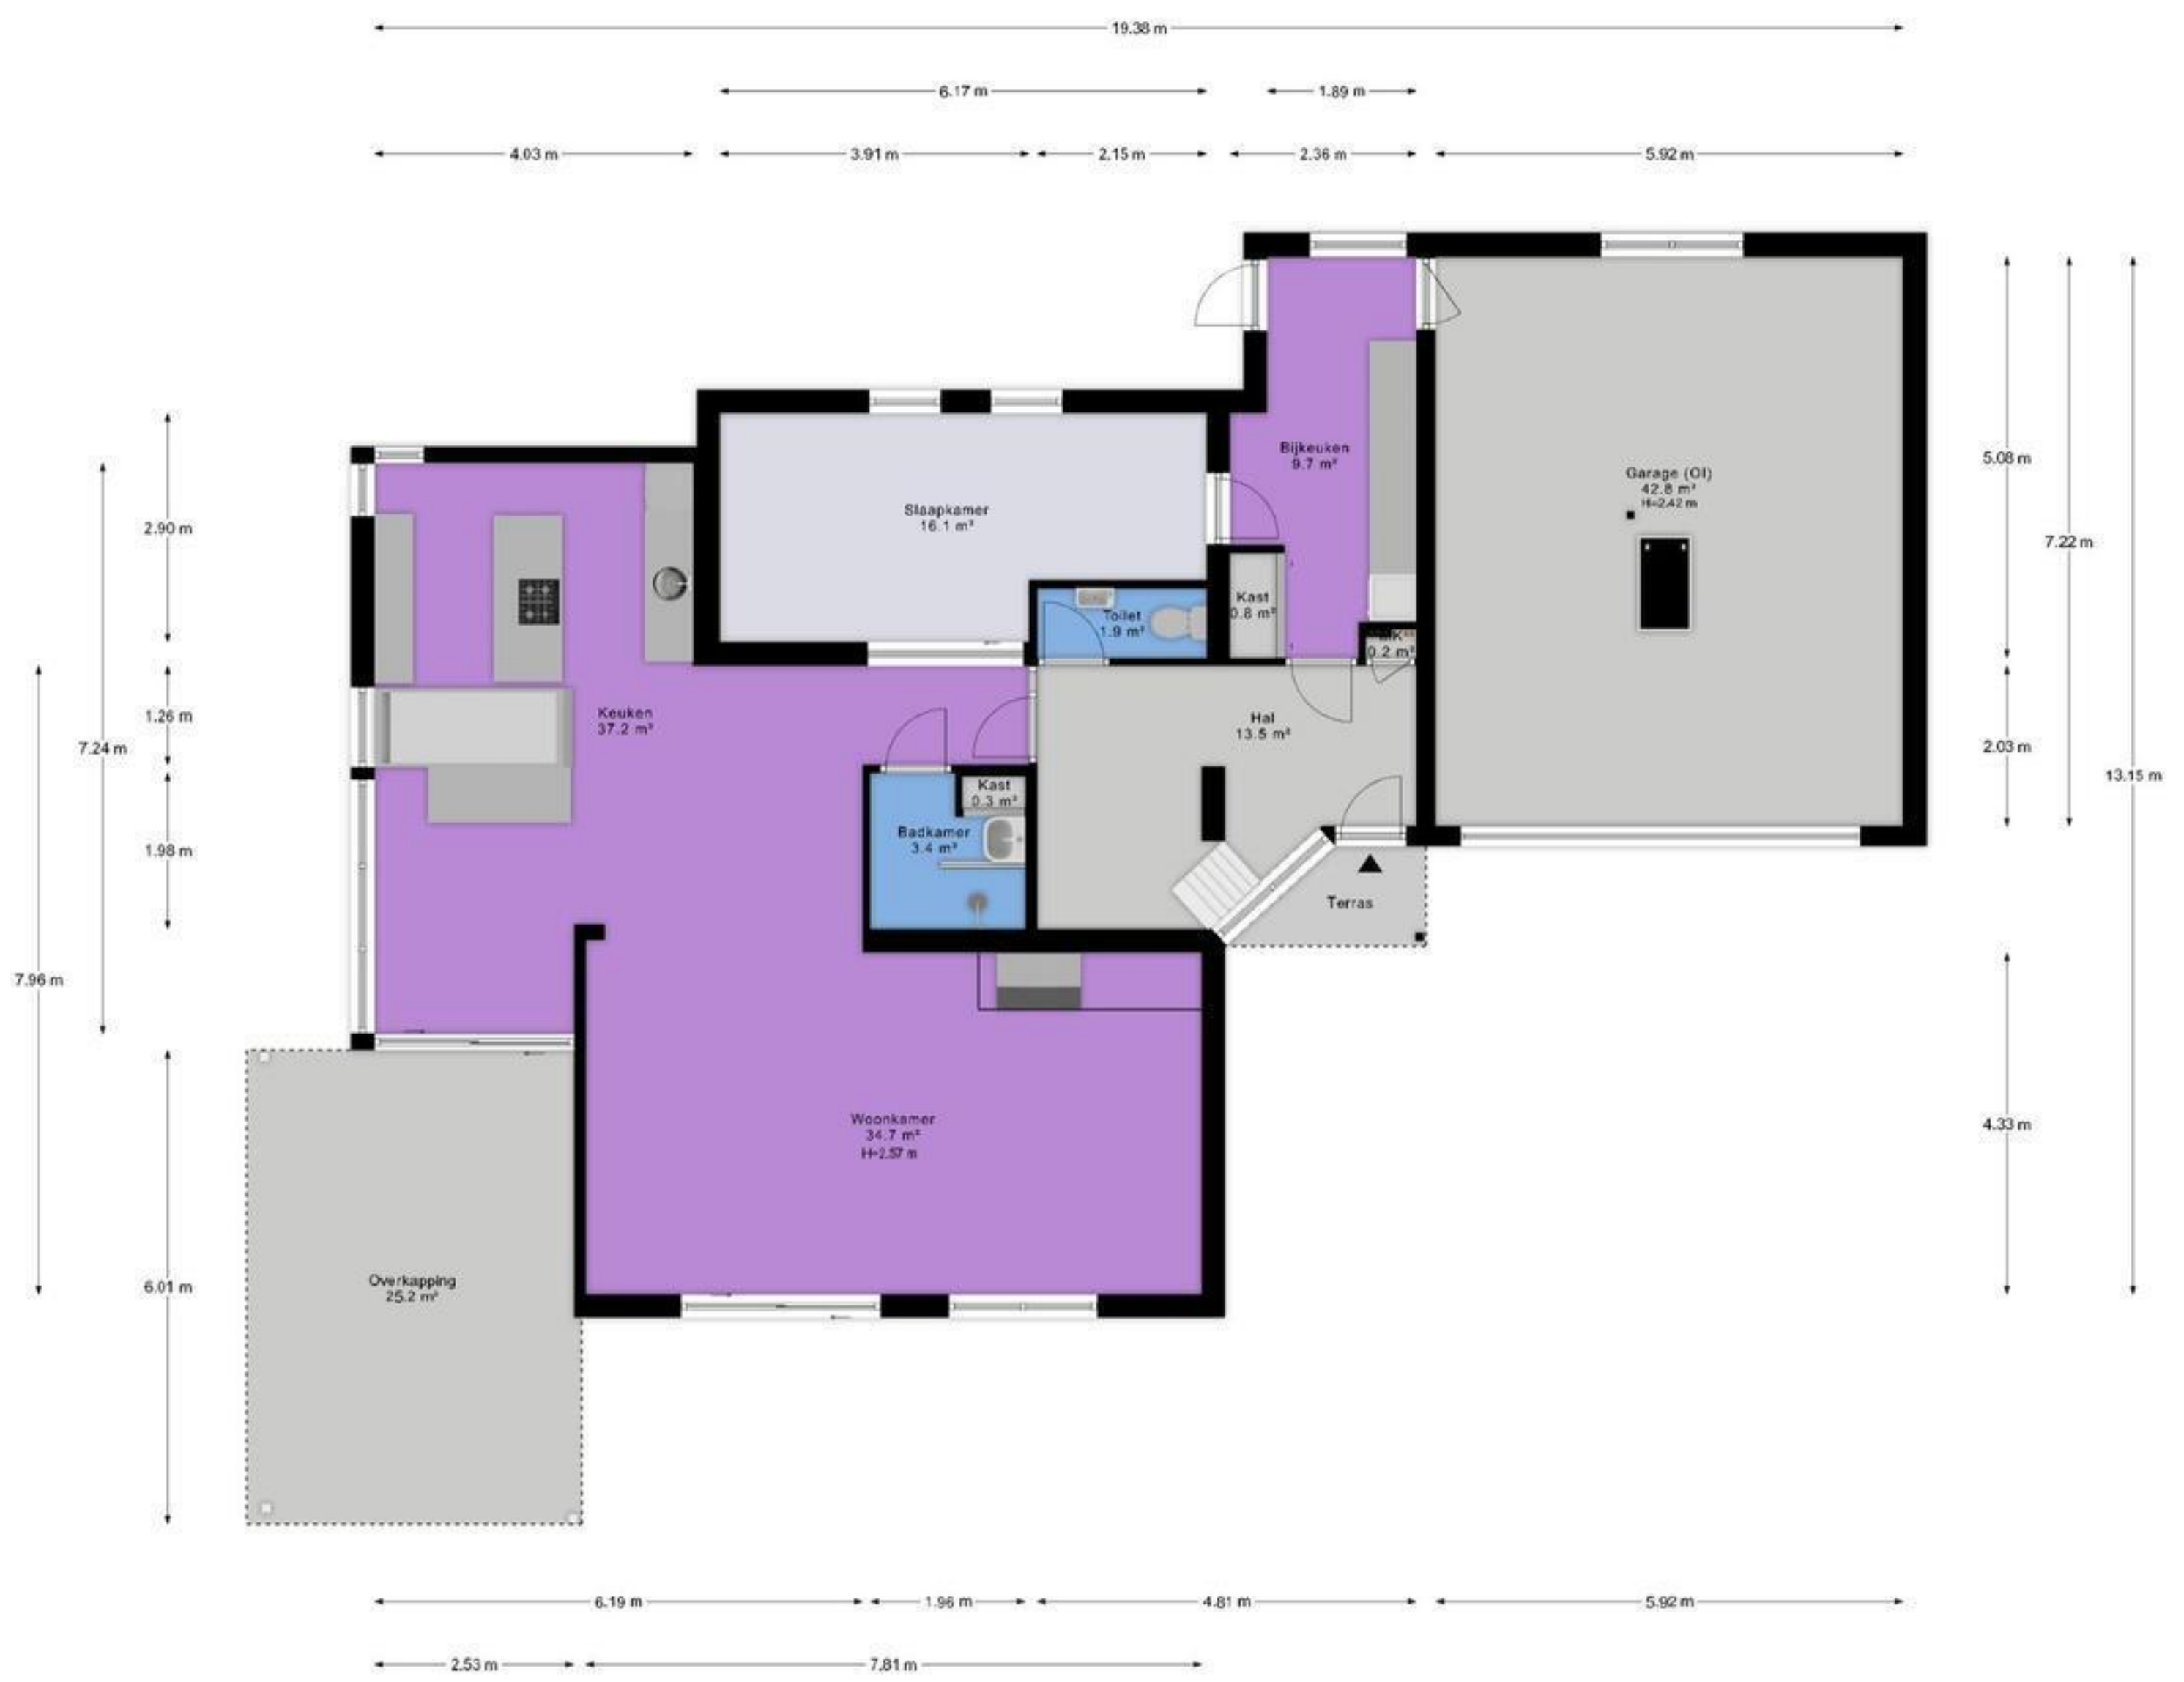 19.38 m
6.17 m
1.89 m
4.03 m
3.91 m
2.15 m
2.36 m
5.92 m
Bijkeuken
9.7 m²
5.08 m
Garage (OI)
42.8 m²
H=2.42 m
Slaapkamer
16.1 m²
2.90 m
7.22 m
Kast
0.8 m²
Toilet
1.9 m²
MK
0.2 m²
Keuken
37.2 m²
1.26 m
Hal
13.5 m²
7.24 m
2.03 m
13.15 m
Kast
0.3 m²
Badkamer
3.4 m²
1.98 m
Terras
7.96 m
Woonkamer
34.7 m²
H=2.57 m
4.33 m
Overkapping
25.2 m²
6.01 m
6.19 m
1.96 m
4.81 m
5.92 m
2.53 m
7.81 m